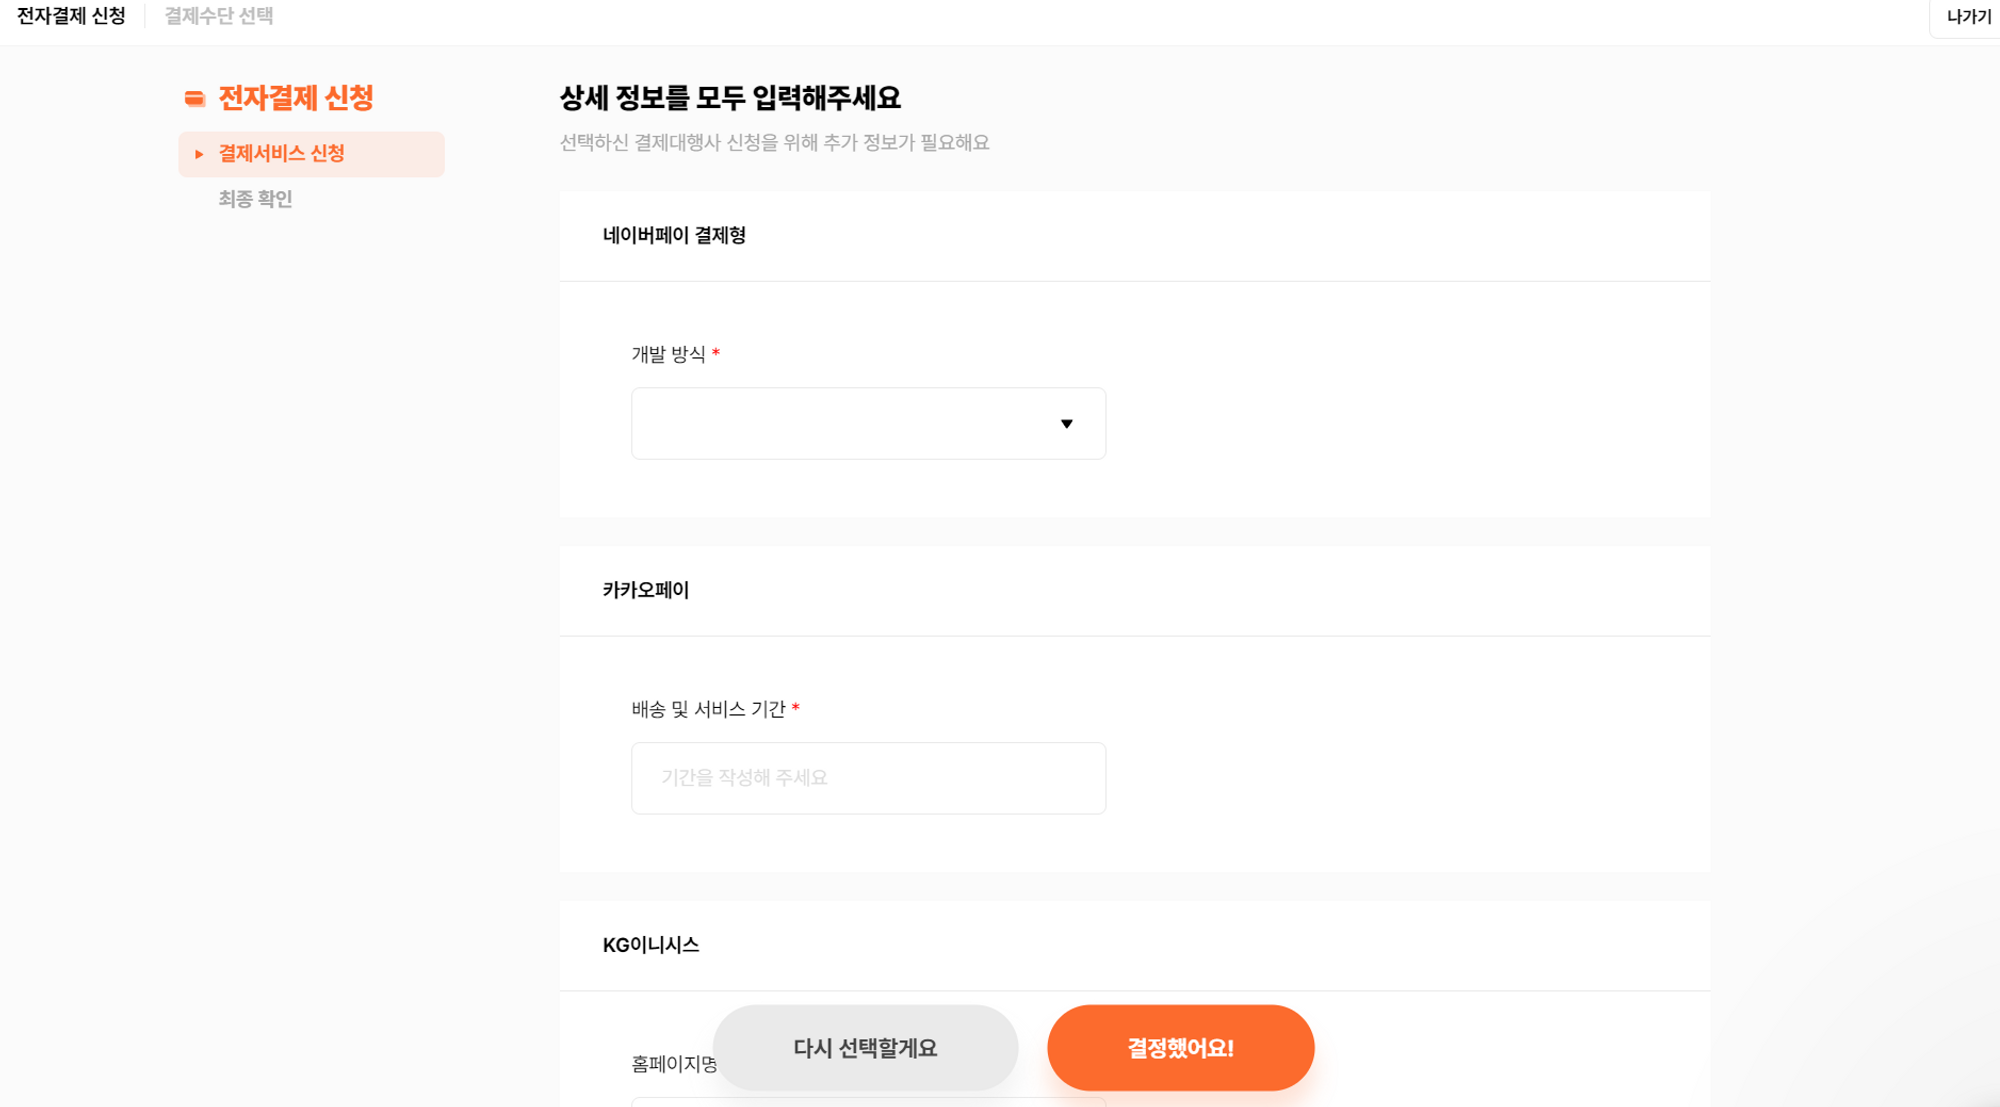 전자결제 신청
결제수단 선택
나가기
전자결제 신청
결제서비스 신청
최종 확인
상세 정보를 모두 입력해주세요
선택하신 결제대행사 신청을 위해 추가 정보가 필요해요
네이버페이 결제형
개발 방식 *
카카오페이
배송 및 서비스 기간 *
기간을 작성해 주세요
KG이니시스
홈페이지명
다시 선택할게요
결정했어요!